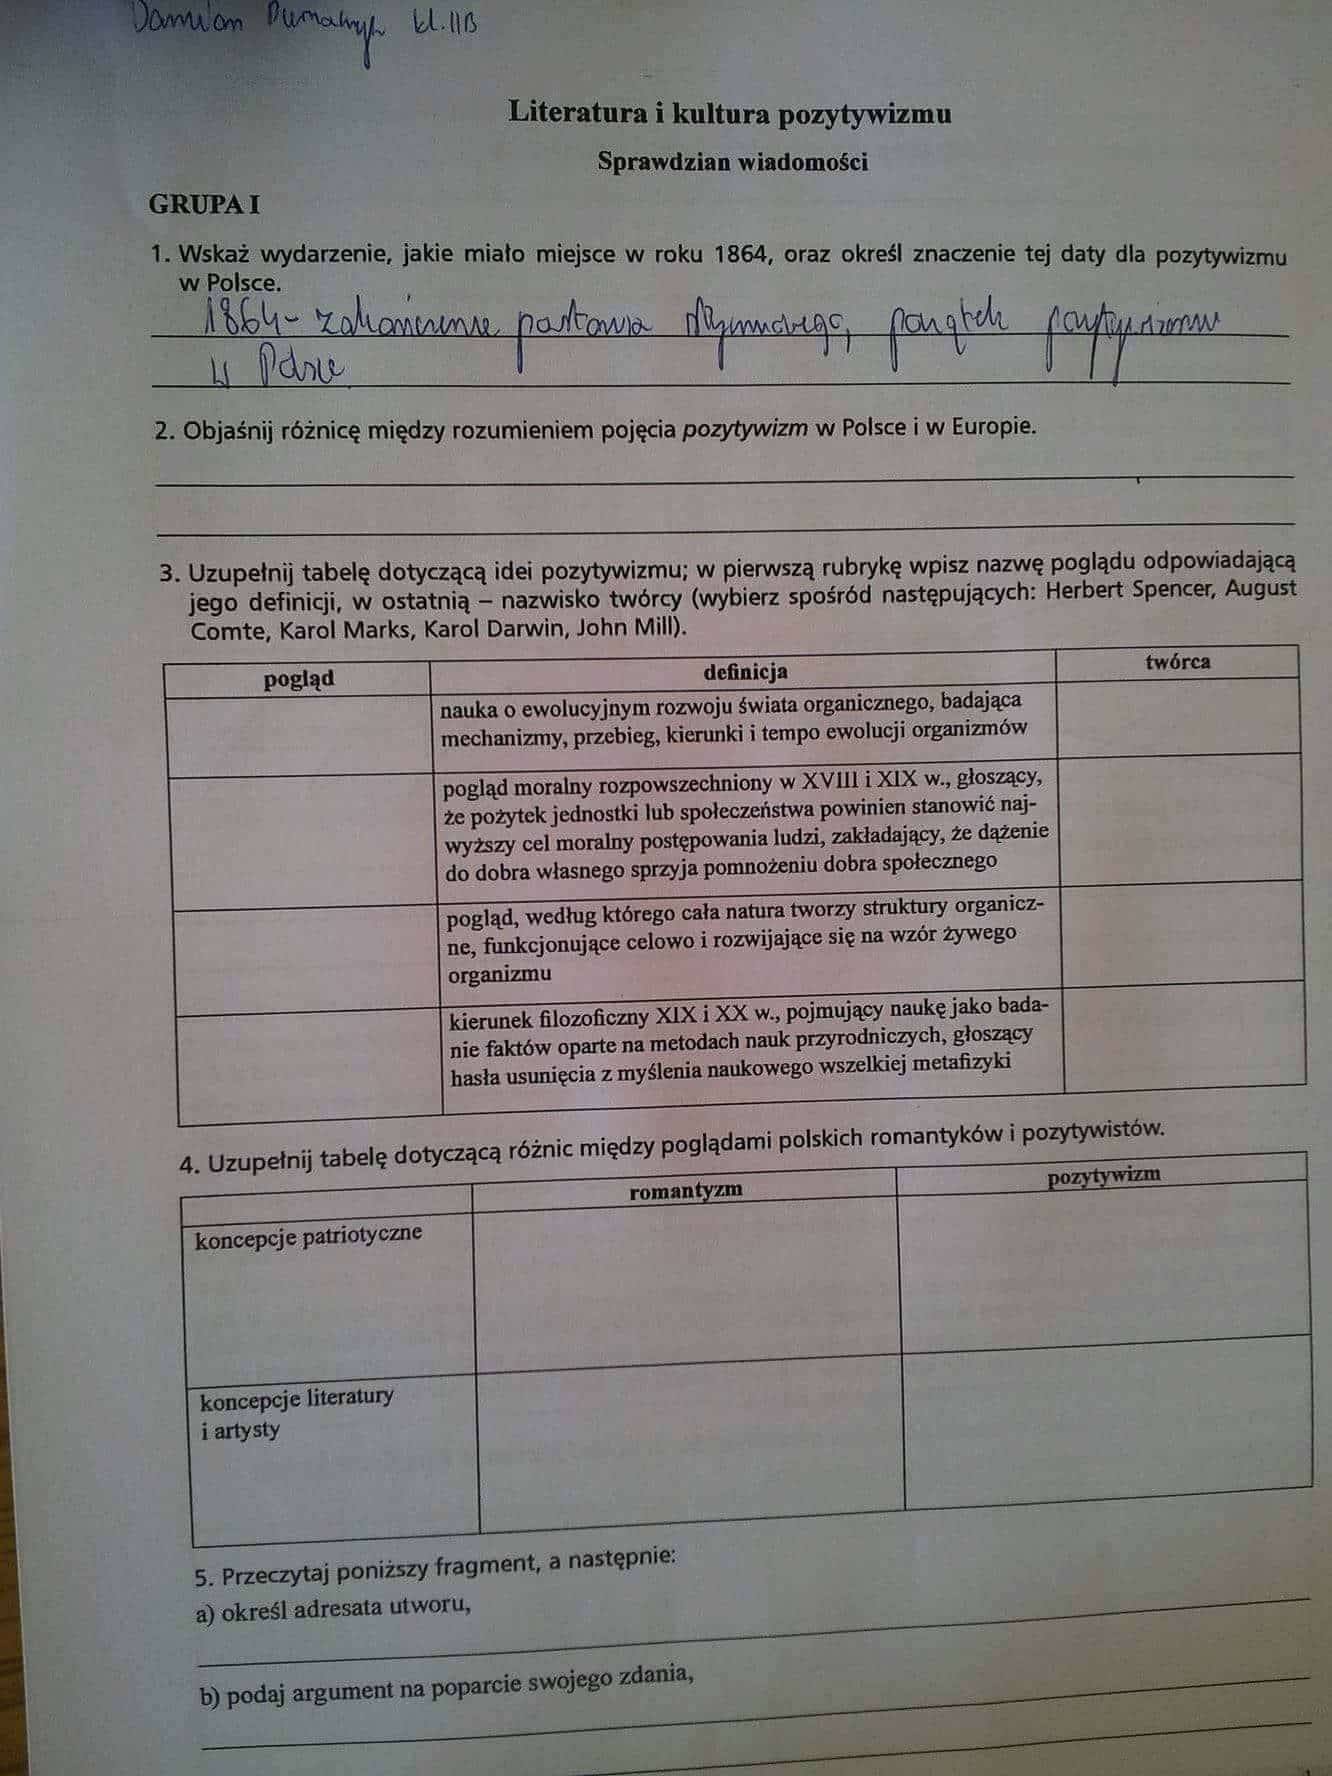 Damian kl.IIB
Literatura i kultura pozytywizmu
Sprawdzian wiadomości
GRUPA I
1. Wskaż wydarzenie, jakie miało miejsce w roku 1864, oraz określ znaczenie tej daty dla pozytywizmu
w Polsce.
1864- zakończenie powstania styczniowego, początek pozytywizmu
w Polsce
2. Objaśnij różnicę między rozumieniem pojęcia pozytywizm w Polsce i w Europie.
3. Uzupełnij tabelę dotyczącą idei pozytywizmu; w pierwszą rubrykę wpisz nazwę poglądu odpowiadającą
jego definicji, w ostatnią – nazwisko twórcy (wybierz spośród następujących: Herbert Spencer, August
Comte, Karol Marks, Karol Darwin, John Mill).
pogląd definicja twórca
nauka o ewolucyjnym rozwoju świata organicznego, badająca
mechanizmy, przebieg, kierunki i tempo ewolucji organizmów
pogląd moralny rozpowszechniony w XVIII i XIX w., głoszący,
że pożytek jednostki lub społeczeństwa powinien stanowić naj-
wyższy cel moralny postępowania ludzi, zakładający, że dążenie
do dobra własnego sprzyja pomnożeniu dobra społecznego
pogląd, według którego cała natura tworzy struktury organicz-
ne, funkcjonujące celowo i rozwijające się na wzór żywego
organizmu
kierunek filozoficzny XIX i XX w., pojmujący naukę jako bada-
nie faktów oparte na metodach nauk przyrodniczych, głoszący
hasła usunięcia z myślenia naukowego wszelkiej metafizyki
4. Uzupełnij tabelę dotyczącą różnic między poglądami polskich romantyków i pozytywistów.
romantyzm pozytywizm
koncepcje patriotyczne
koncepcje literatury
i artysty
5. Przeczytaj poniższy fragment, a następnie:
a) określ adresata utworu,
b) podaj argument na poparcie swojego zdania,